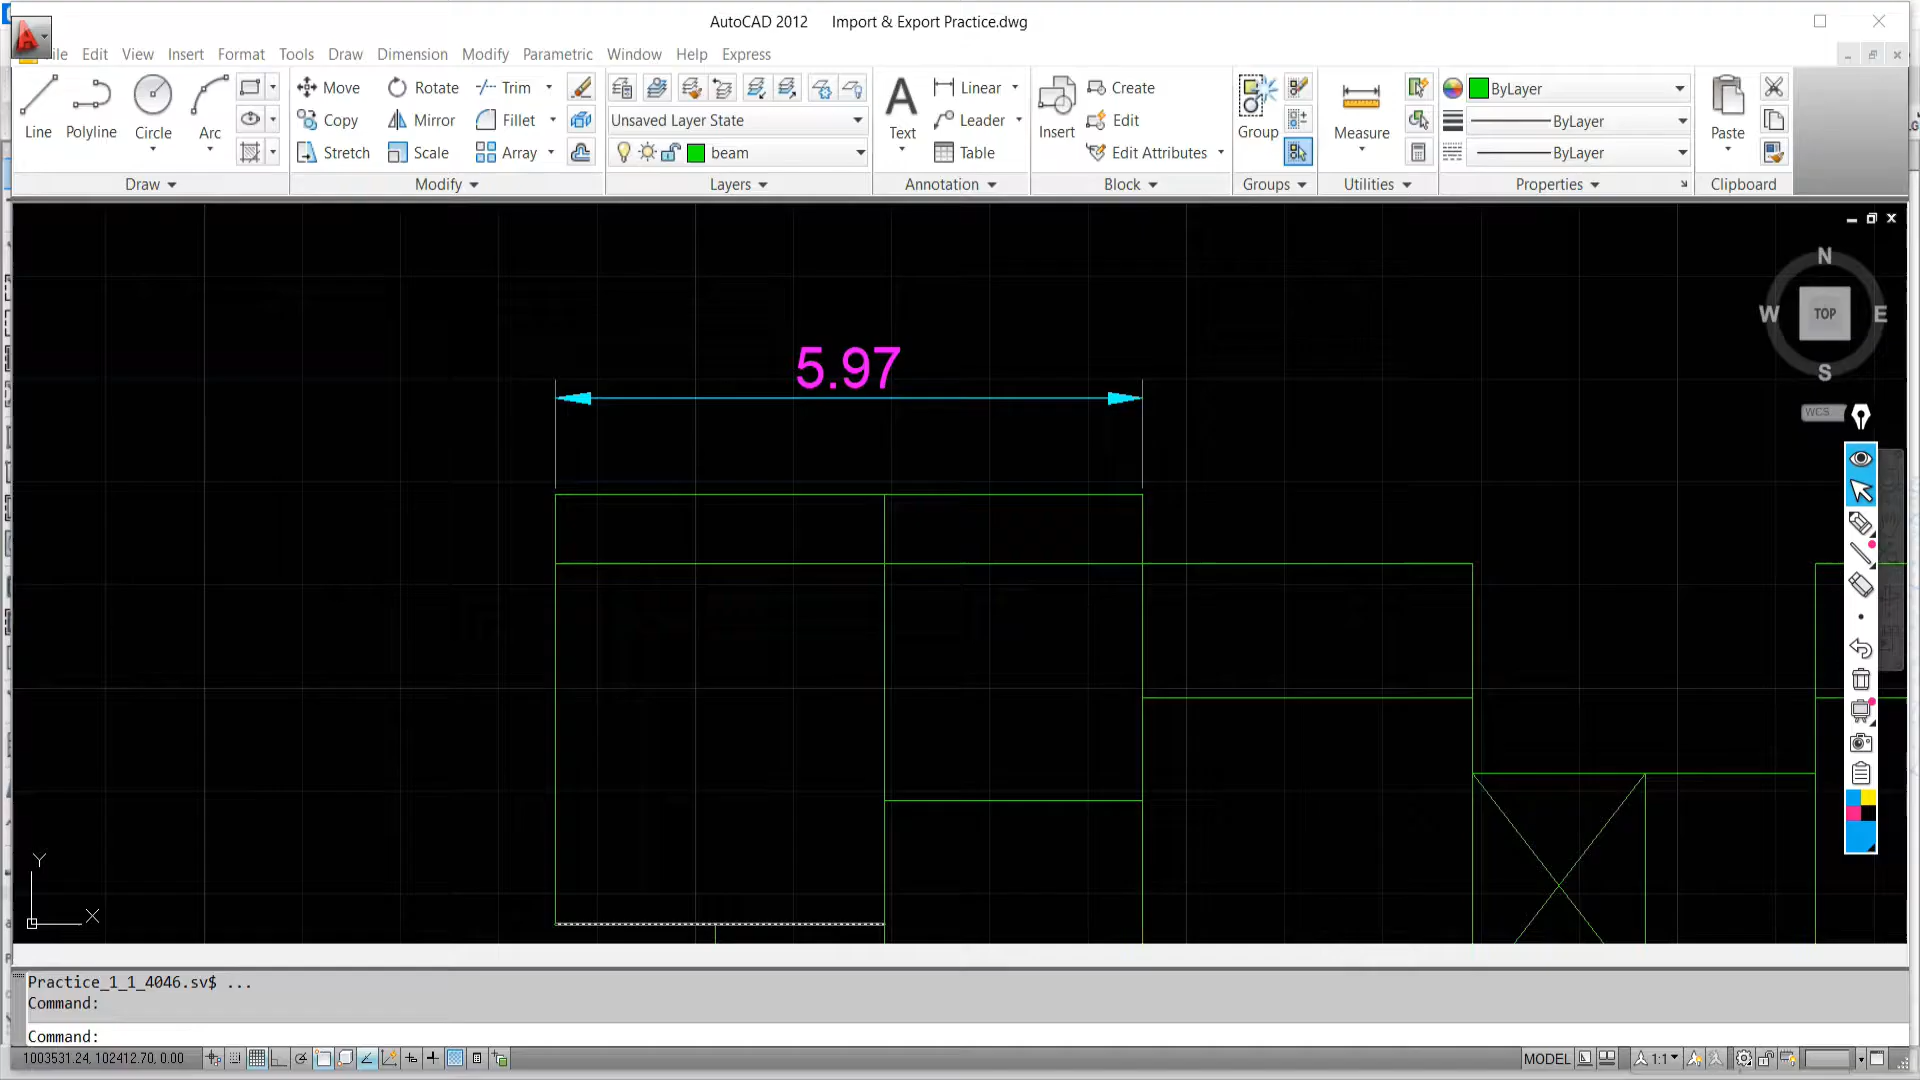 AutoCAD 2012 Import & Export Practice.dwg
ile Edit View Insert Format Tools Draw Dimension Modify Parametric Window Help Express
Line Polyline Circle Arc
Move Rotate Trim
Copy Mirror Fillet
Stretch Scale Array
Unsaved Layer State
beam
Text Linear
Leader
Table
Insert Create
Edit
Edit Attributes
Group
Measure
ByLayer
ByLayer
ByLayer
Paste
Draw Modify Layers Annotation Block Groups Utilities Properties Clipboard
N
W TOP E
S
WCS
5.97
Y
X
Practice_1_1_4046.sv$ ...
Command:
Command:
1003531.24, 102412.70, 0.00
MODEL 1:1